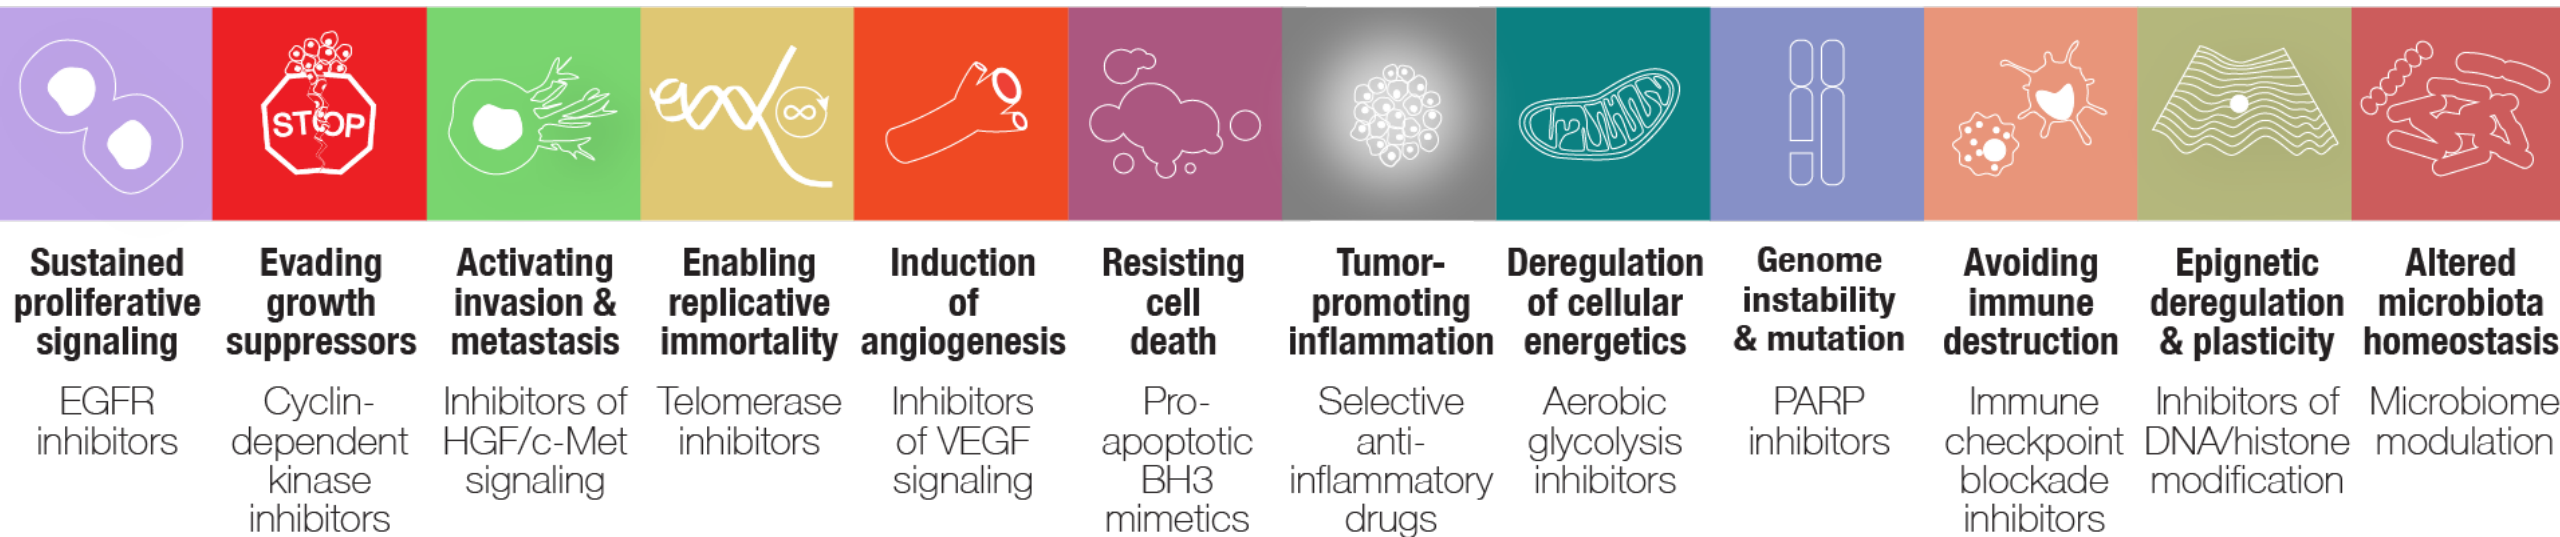 STOP
Sustained
proliferative
signaling
EGFR
inhibitors
Evading
growth
suppressors
Cyclin-
dependent
kinase
inhibitors
Activating
invasion &
metastasis
Inhibitors of
HGF/c-Met
signaling
Enabling
replicative
immortality
Telomerase
inhibitors
Induction
of
angiogenesis
Inhibitors
of VEGF
signaling
Resisting
cell
death
Pro-
apoptotic
BH3
mimetics
Tumor-
promoting
inflammation
Selective
anti-
inflammatory
drugs
Deregulation
of cellular
energetics
Aerobic
glycolysis
inhibitors
Genome
instability
& mutation
PARP
inhibitors
Avoiding
immune
destruction
Immune
checkpoint
blockade
inhibitors
Epignetic
deregulation
& plasticity
Inhibitors of
DNA/histone
modification
Altered
microbiota
homeostasis
Microbiome
modulation